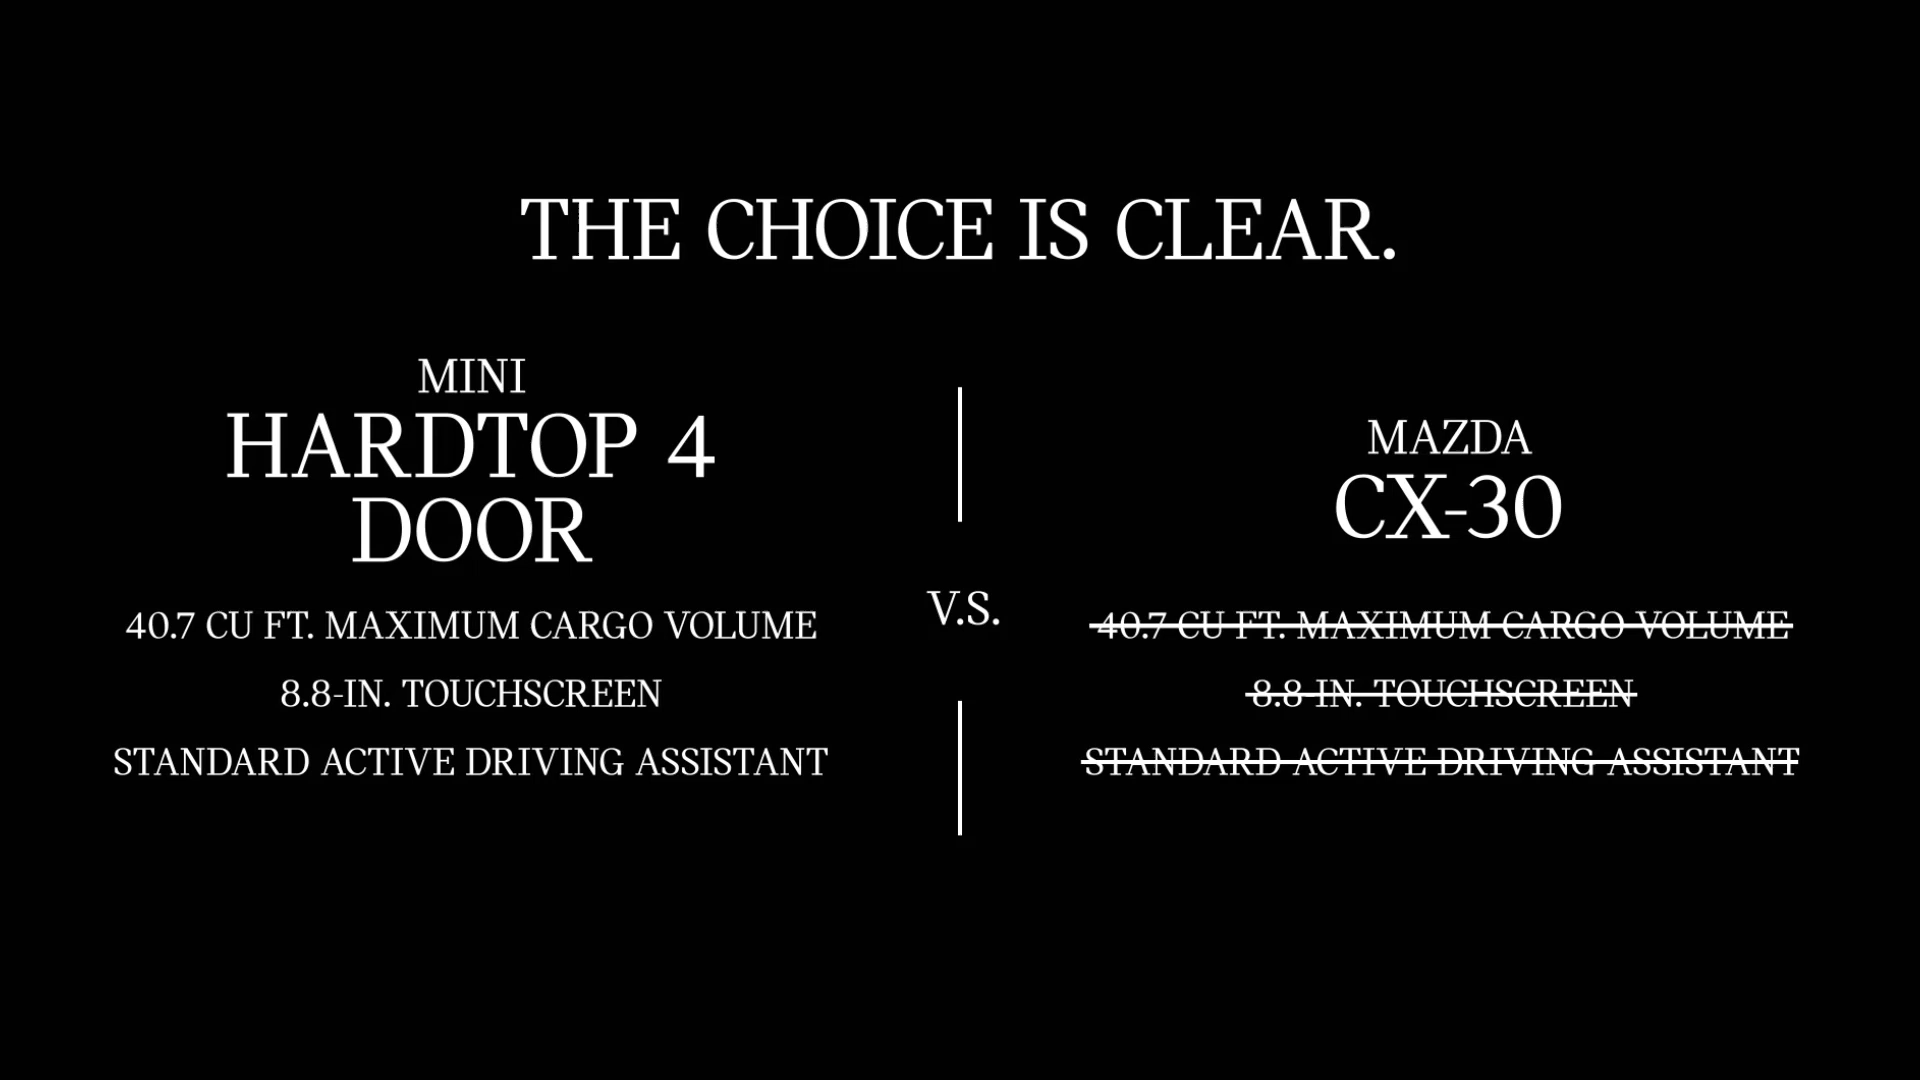 THE CHOICE IS CLEAR.
MINI
HARDTOP 4
DOOR
40.7 CU FT. MAXIMUM CARGO VOLUME
8.8-IN. TOUCHSCREEN
STANDARD ACTIVE DRIVING ASSISTANT
V.S.
MAZDA
CX-30
40.7 CU FT. MAXIMUM CARGO VOLUME
8.8-IN. TOUCHSCREEN
STANDARD ACTIVE DRIVING ASSISTANT